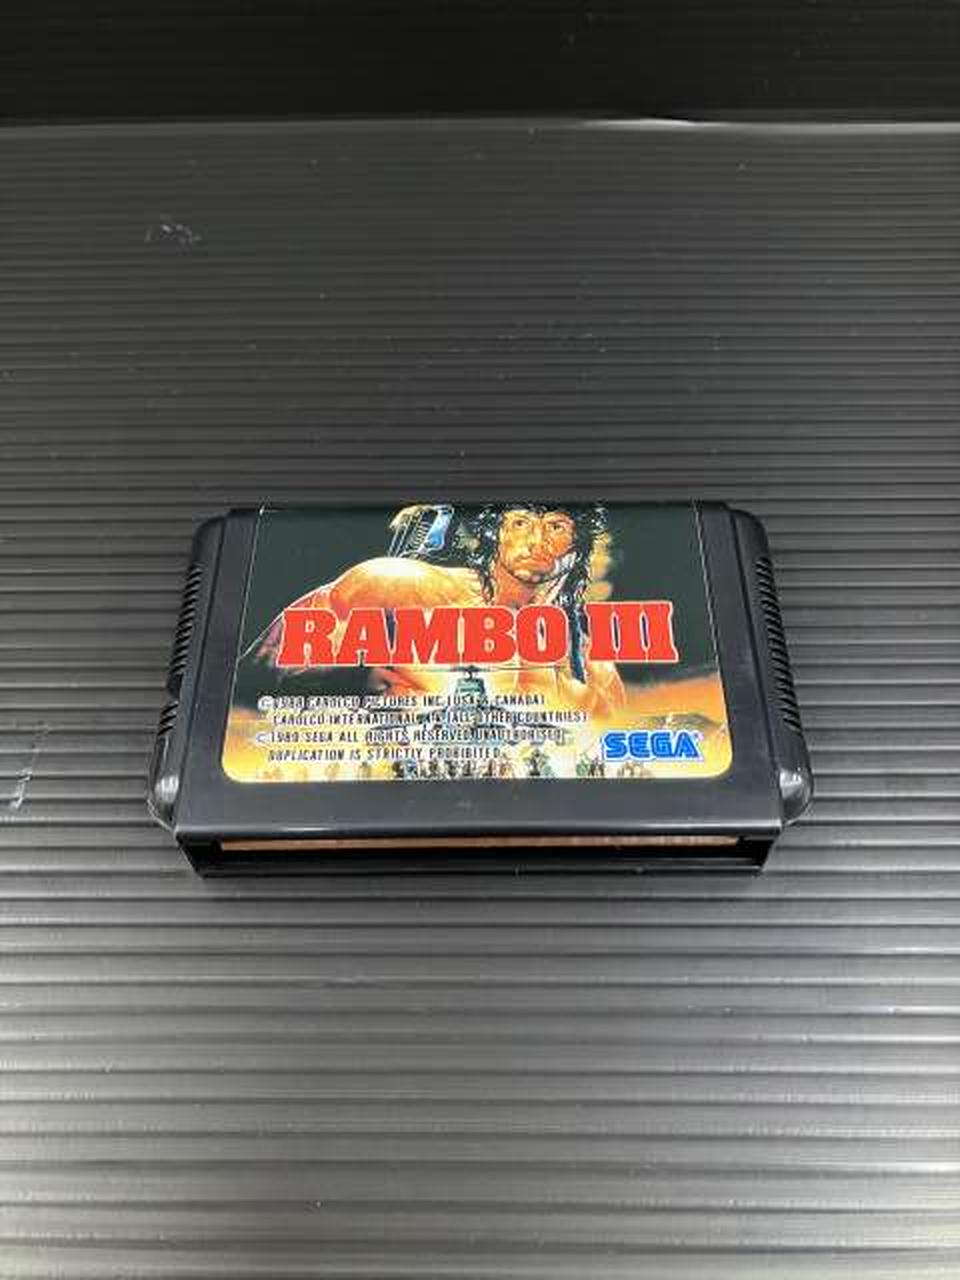 RAMBO III
©1988 CAROLCO PICTURES INC. (USA & CANADA)
CAROLCO INTERNATIONAL N.V. (ALL OTHER COUNTRIES)
©1989 SEGA ALL RIGHTS RESERVED. UNAUTHORISED
DUPLICATION IS STRICTLY PROHIBITED.
SEGA